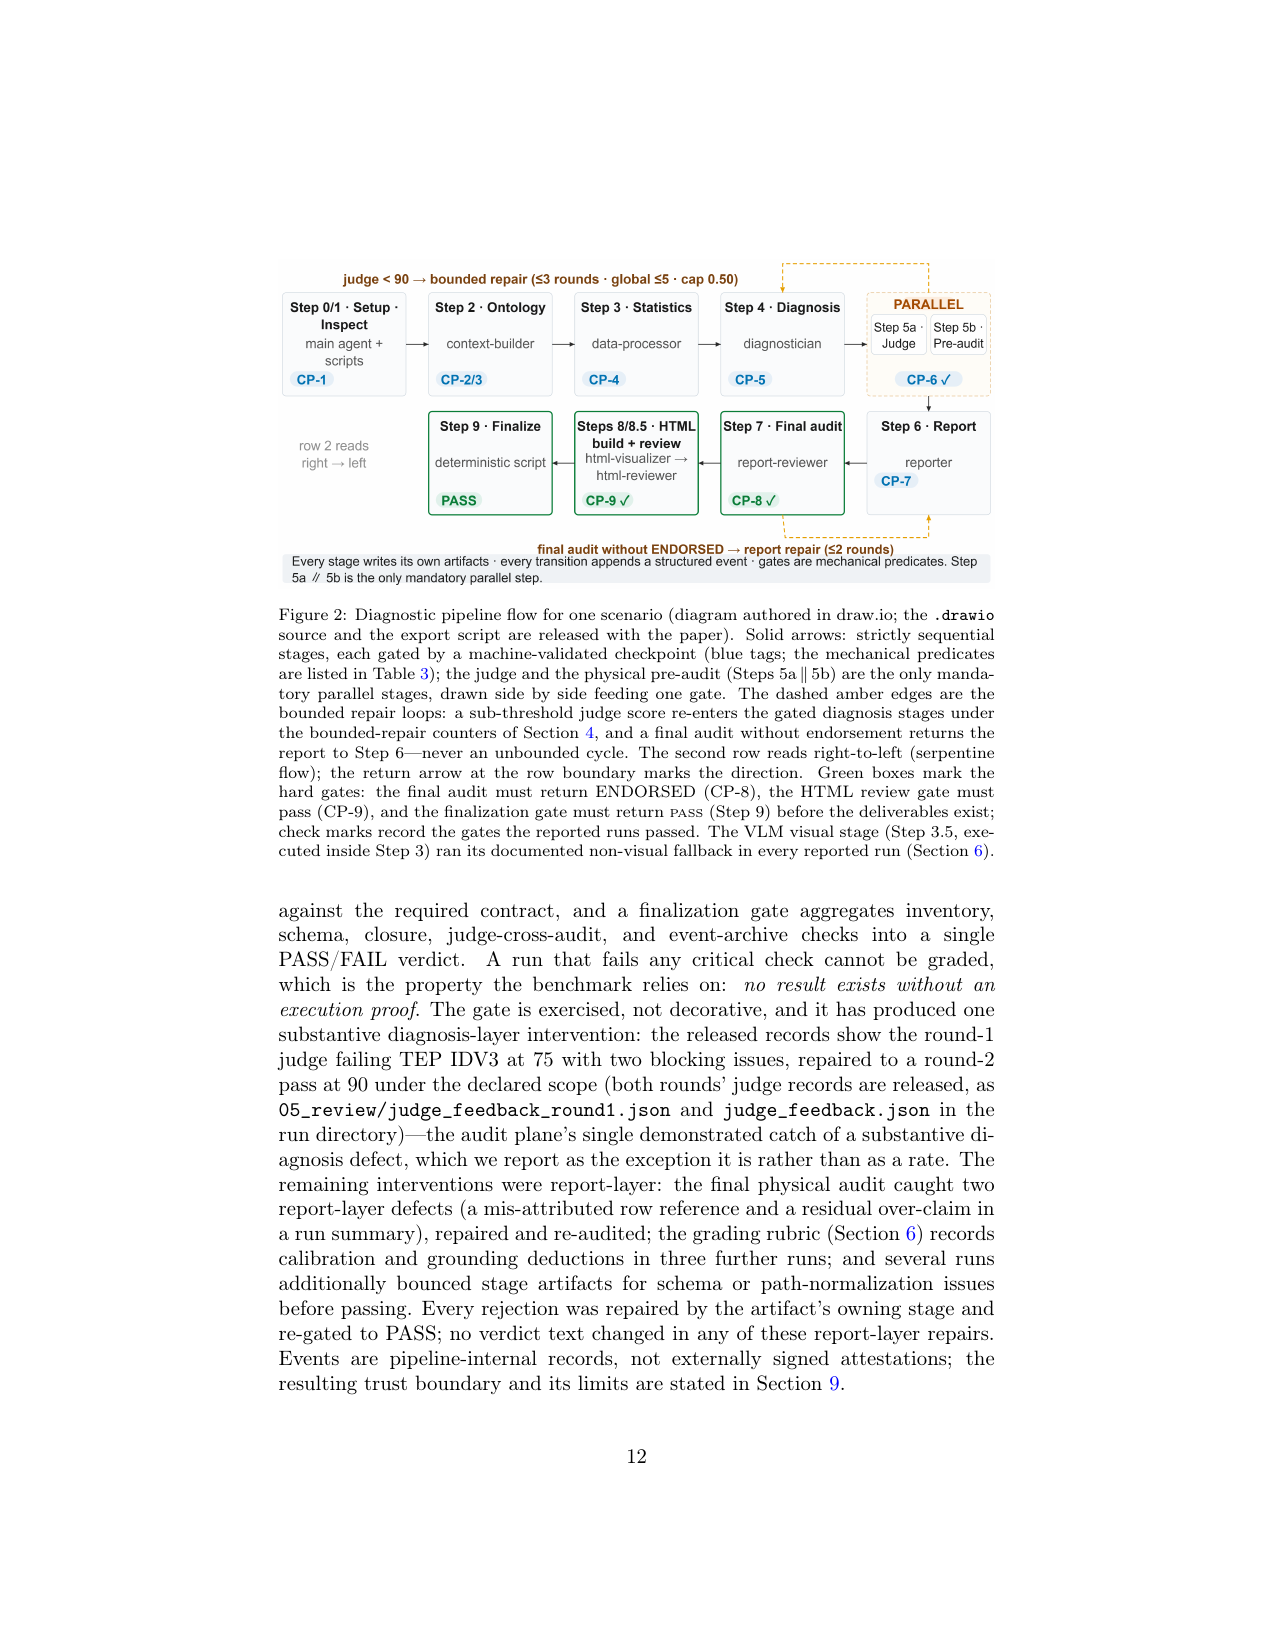 judge < 90 → bounded repair (≤3 rounds · global ≤5 · cap 0.50)
Step 0/1 · Setup ·
Inspect
main agent +
scripts
CP-1
Step 2 · Ontology
context-builder
CP-2/3
Step 3 · Statistics
data-processor
CP-4
Step 4 · Diagnosis
diagnostician
CP-5
PARALLEL
Step 5a ·
Judge
Step 5b ·
Pre-audit
CP-6 ✓
row 2 reads
right → left
Step 9 · Finalize
deterministic script
PASS
Steps 8/8.5 · HTML
build + review
html-visualizer →
html-reviewer
CP-9 ✓
Step 7 · Final audit
report-reviewer
CP-8 ✓
Step 6 · Report
reporter
CP-7
final audit without ENDORSED → report repair (≤2 rounds)
Every stage writes its own artifacts · every transition appends a structured event · gates are mechanical predicates. Step
5a ∥ 5b is the only mandatory parallel step.
Figure 2: Diagnostic pipeline flow for one scenario (diagram authored in draw.io; the .drawio
source and the export script are released with the paper). Solid arrows: strictly sequential
stages, each gated by a machine-validated checkpoint (blue tags; the mechanical predicates
are listed in Table 3); the judge and the physical pre-audit (Steps 5a ∥ 5b) are the only manda-
tory parallel stages, drawn side by side feeding one gate. The dashed amber edges are the
bounded repair loops: a sub-threshold judge score re-enters the gated diagnosis stages under
the bounded-repair counters of Section 4, and a final audit without endorsement returns the
report to Step 6—never an unbounded cycle. The second row reads right-to-left (serpentine
flow); the return arrow at the row boundary marks the direction. Green boxes mark the
hard gates: the final audit must return ENDORSED (CP-8), the HTML review gate must
pass (CP-9), and the finalization gate must return PASS (Step 9) before the deliverables exist;
check marks record the gates the reported runs passed. The VLM visual stage (Step 3.5, exe-
cuted inside Step 3) ran its documented non-visual fallback in every reported run (Section 6).
against the required contract, and a finalization gate aggregates inventory,
schema, closure, judge-cross-audit, and event-archive checks into a single
PASS/FAIL verdict. A run that fails any critical check cannot be graded,
which is the property the benchmark relies on: no result exists without an
execution proof. The gate is exercised, not decorative, and it has produced one
substantive diagnosis-layer intervention: the released records show the round-1
judge failing TEP IDV3 at 75 with two blocking issues, repaired to a round-2
pass at 90 under the declared scope (both rounds' judge records are released, as
05_review/judge_feedback_round1.json and judge_feedback.json in the
run directory)—the audit plane's single demonstrated catch of a substantive di-
agnosis defect, which we report as the exception it is rather than as a rate. The
remaining interventions were report-layer: the final physical audit caught two
report-layer defects (a mis-attributed row reference and a residual over-claim in
a run summary), repaired and re-audited; the grading rubric (Section 6) records
calibration and grounding deductions in three further runs; and several runs
additionally bounced stage artifacts for schema or path-normalization issues
before passing. Every rejection was repaired by the artifact's owning stage and
re-gated to PASS; no verdict text changed in any of these report-layer repairs.
Events are pipeline-internal records, not externally signed attestations; the
resulting trust boundary and its limits are stated in Section 9.
12